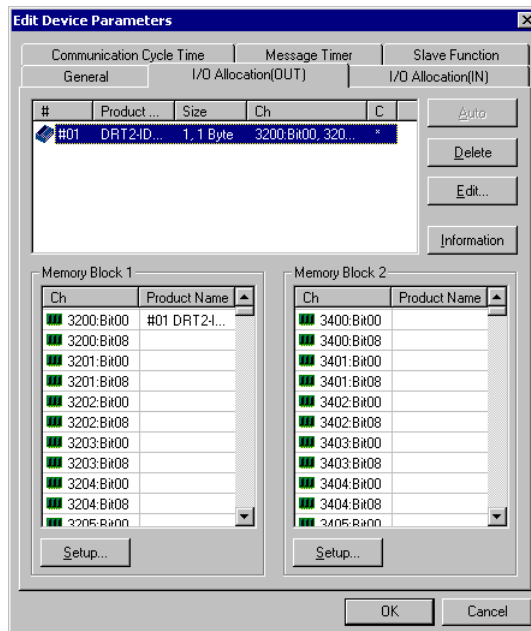 Edit Device Parameters
Communication Cycle Time Message Timer Slave Function
General I/O Allocation(OUT) I/O Allocation(IN)
# Product ... Size Ch C
#01 DRT2-ID... 1, 1 Byte 3200:Bit00, 320... *
Auto
Delete
Edit...
Information
Memory Block 1
Ch Product Name
3200:Bit00 #01 DRT2-I...
3200:Bit08
3201:Bit00
3201:Bit08
3202:Bit00
3202:Bit08
3203:Bit00
3203:Bit08
3204:Bit00
3204:Bit08
3205:Bit00
Setup...
Memory Block 2
Ch Product Name
3400:Bit00
3400:Bit08
3401:Bit00
3401:Bit08
3402:Bit00
3402:Bit08
3403:Bit00
3403:Bit08
3404:Bit00
3404:Bit08
3405:Bit00
Setup...
OK Cancel